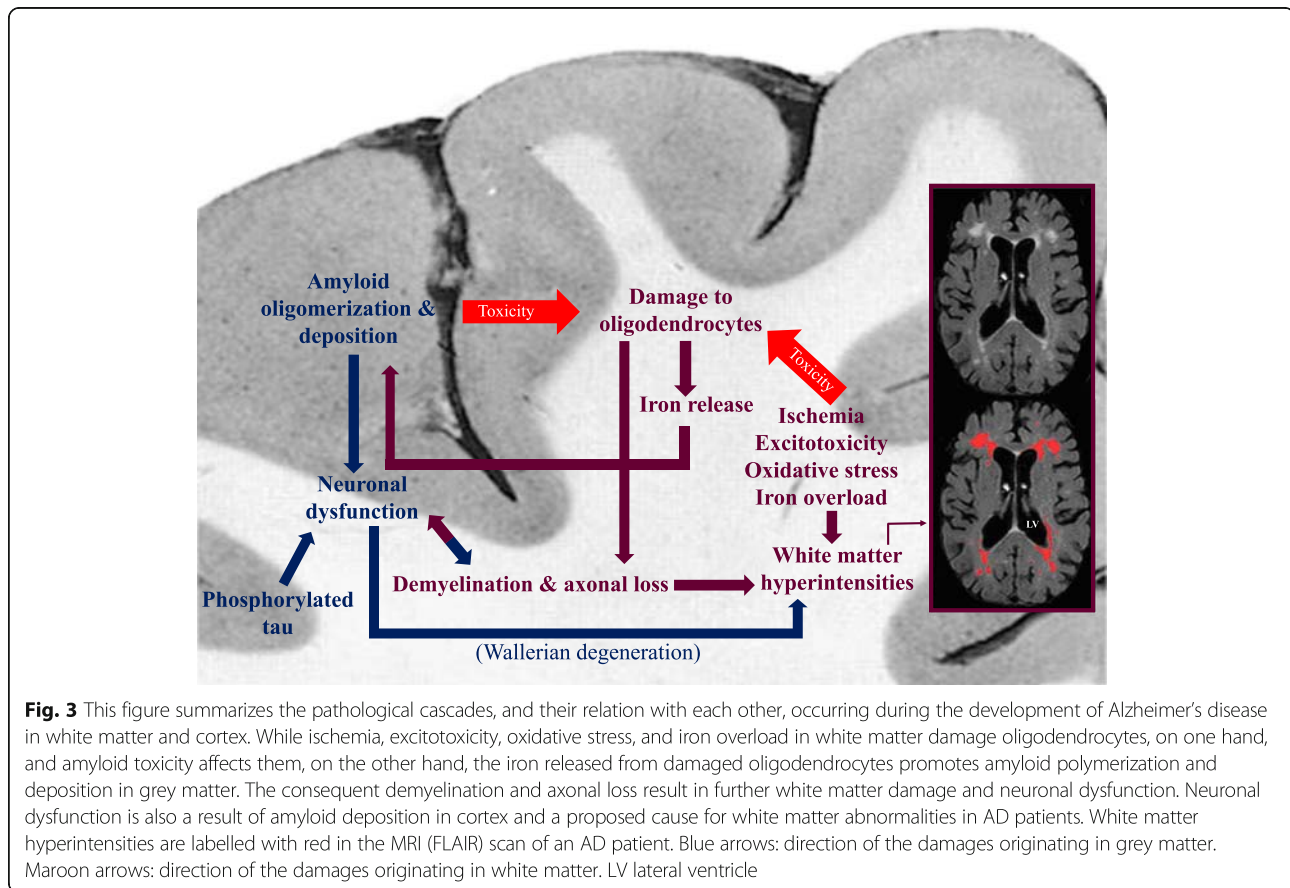 Amyloid
oligomerization &
deposition
Toxicity
Damage to
oligodendrocytes
Toxicity
Iron release
Ischemia
Excitotoxicity
Oxidative stress
Iron overload
Neuronal
dysfunction
LV
White matter
hyperintensities
Demyelination & axonal loss
Phosphorylated
tau
(Wallerian degeneration)
Fig. 3 This figure summarizes the pathological cascades, and their relation with each other, occurring during the development of Alzheimer's disease
in white matter and cortex. While ischemia, excitotoxicity, oxidative stress, and iron overload in white matter damage oligodendrocytes, on one hand,
and amyloid toxicity affects them, on the other hand, the iron released from damaged oligodendrocytes promotes amyloid polymerization and
deposition in grey matter. The consequent demyelination and axonal loss result in further white matter damage and neuronal dysfunction. Neuronal
dysfunction is also a result of amyloid deposition in cortex and a proposed cause for white matter abnormalities in AD patients. White matter
hyperintensities are labelled with red in the MRI (FLAIR) scan of an AD patient. Blue arrows: direction of the damages originating in grey matter.
Maroon arrows: direction of the damages originating in white matter. LV lateral ventricle